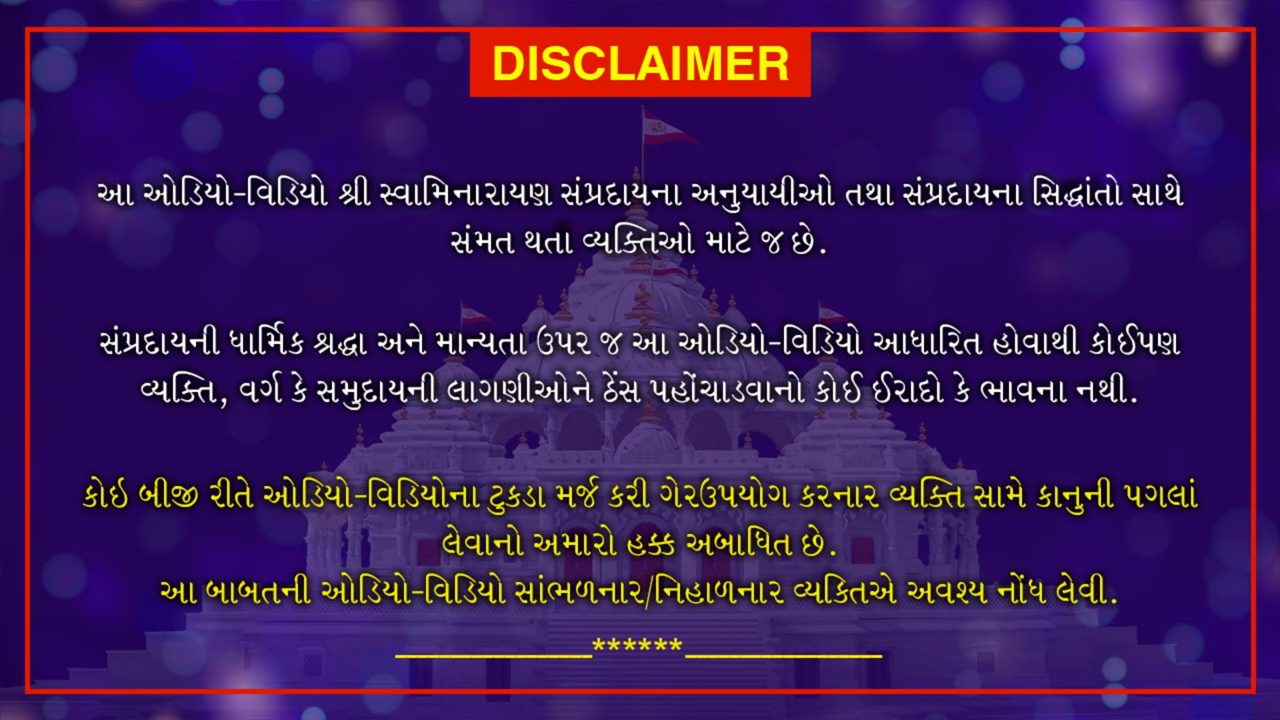 DISCLAIMER
આ ઓડિયો-વિડિયો શ્રી સ્વામિનારાયણ સંપ્રદાયના અનુયાયીઓ તથા સંપ્રદાયના સિદ્ધાંતો સાથે
સંમત થતા વ્યક્તિઓ માટે જ છે.
સંપ્રદાયની ધાર્મિક શ્રદ્ધા અને માન્યતા ઉપર જ આ ઓડિયો-વિડિયો આધારિત હોવાથી કોઈપણ
વ્યક્તિ, વર્ગ કે સમુદાયની લાગણીઓને ઠેંસ પહોંચાડવાનો કોઈ ઈરાદો કે ભાવના નથી.
કોઇ બીજી રીતે ઓડિયો-વિડિયોના ટુકડા મર્જ કરી ગેરઉપયોગ કરનાર વ્યક્તિ સામે કાનુની પગલાં
લેવાનો અમારો હક્ક અબાધિત છે.
આ બાબતની ઓડિયો-વિડિયો સાંભળનાર/નિહાળનાર વ્યકિતએ અવશ્ય નોંધ લેવી.
______________******______________